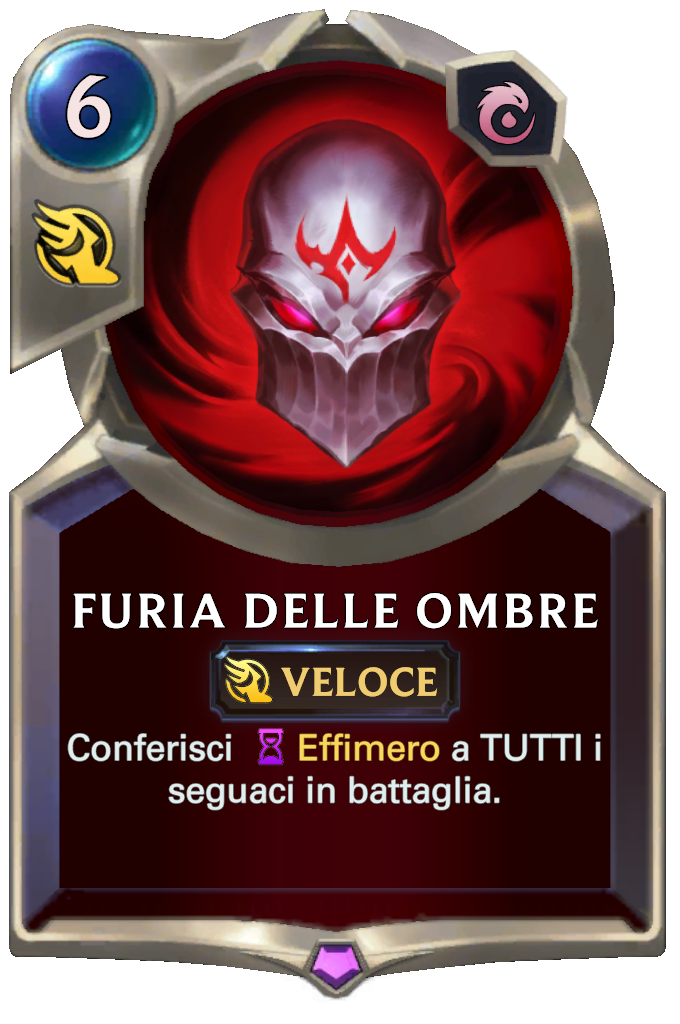 6
FURIA DELLE OMBRE
VELOCE
Conferisci Effimero a TUTTI i
seguaci in battaglia.